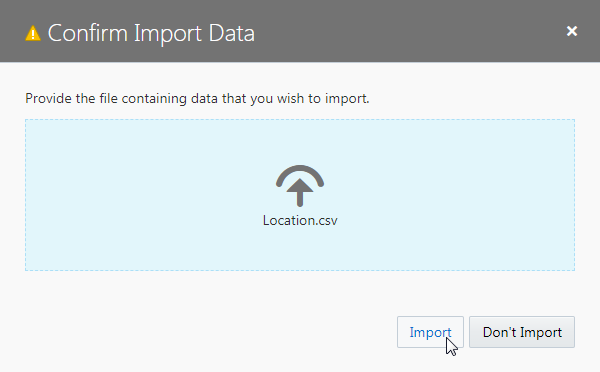 Confirm Import Data
Provide the file containing data that you wish to import.
Location.csv
Import
Don't Import